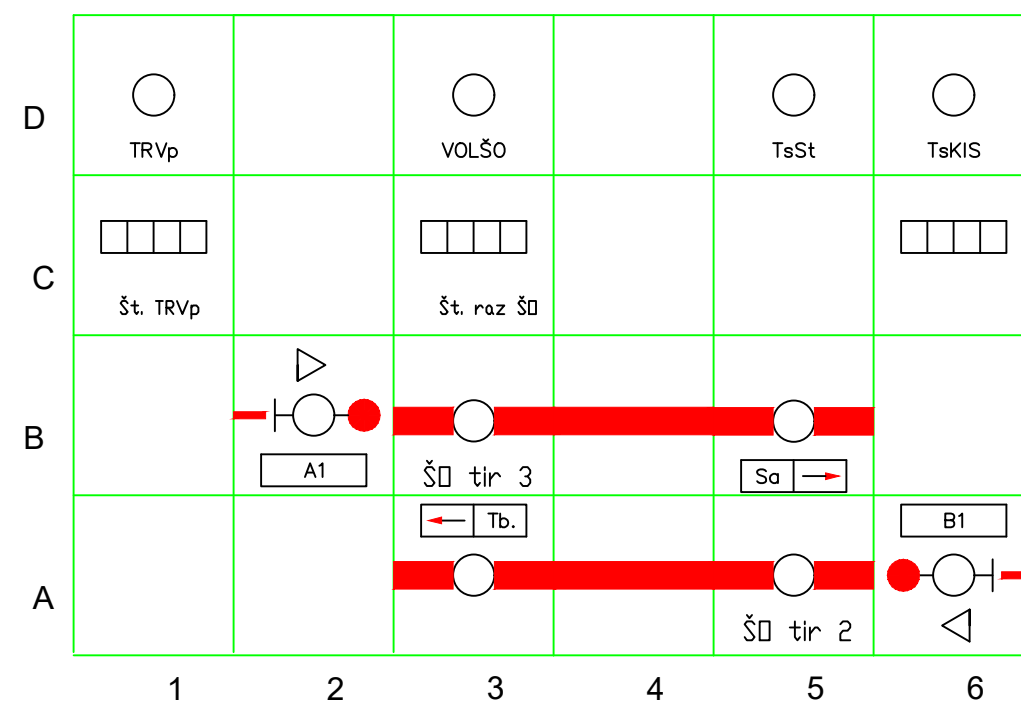 D
TRVp
VOLŠO
TsSt
TsKIS
C
Št. TRVp
Št. raz Š▯
B
A1
Š▯ tir 3
Sa
Tb.
B1
A
Š▯ tir 2
1 2 3 4 5 6